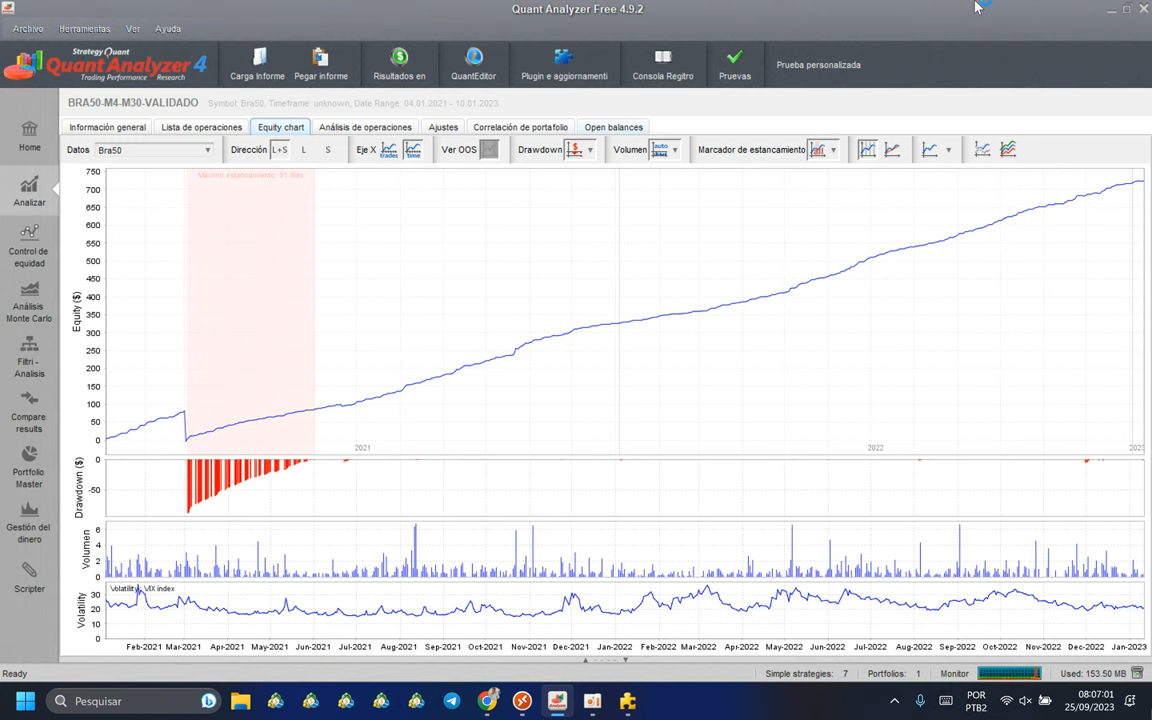 Quant Analyzer Free 4.9.2
Archivo Herramientas Ver Ayuda
StrategyQuant
QuantAnalyzer 4
Trading Performance Research
Carga Informe
Pegar informe
Risultados en
QuantEditor
Plugin e aggiornamenti
Consola Regitro
Pruevas
Prueba personalizada
BRA50-M4-M30-VALIDADO Symbol: Bra50, Timeframe: unknown, Date Range: 04.01.2021 - 10.01.2023
Información general Lista de operaciones Equity chart Análisis de operaciones Ajustes Correlación de portafolio Open balances
Datos Bra50 Dirección L+S L S Eje X trades time Ver OOS Drawdown $ Volumen auto Marcador de estancamiento
Home
Analizar
Control de
equidad
Análisis
Monte Carlo
Filtri -
Analisis
Compare
results
Portfolio
Master
Gestión del
dinero
Scripter
Máximo estancamiento: 91 dias
Equity ($)
750
700
650
600
550
500
450
400
350
300
250
200
150
100
50
0
2021 2022 2023
Drawdown ($)
0
-50
Volumen
6
4
2
0
Volatility
Volatility, VIX index
30
20
10
0
Feb-2021 Mar-2021 Apr-2021 May-2021 Jun-2021 Jul-2021 Aug-2021 Sep-2021 Oct-2021 Nov-2021 Dec-2021 Jan-2022 Feb-2022 Mar-2022 Apr-2022 May-2022 Jun-2022 Jul-2022 Aug-2022 Sep-2022 Oct-2022 Nov-2022 Dec-2022 Jan-2023
Ready Simple strategies: 7 Portfolios: 1 Monitor Used: 153.50 MB
Pesquisar
POR
PTB2
08:07:01
25/09/2023